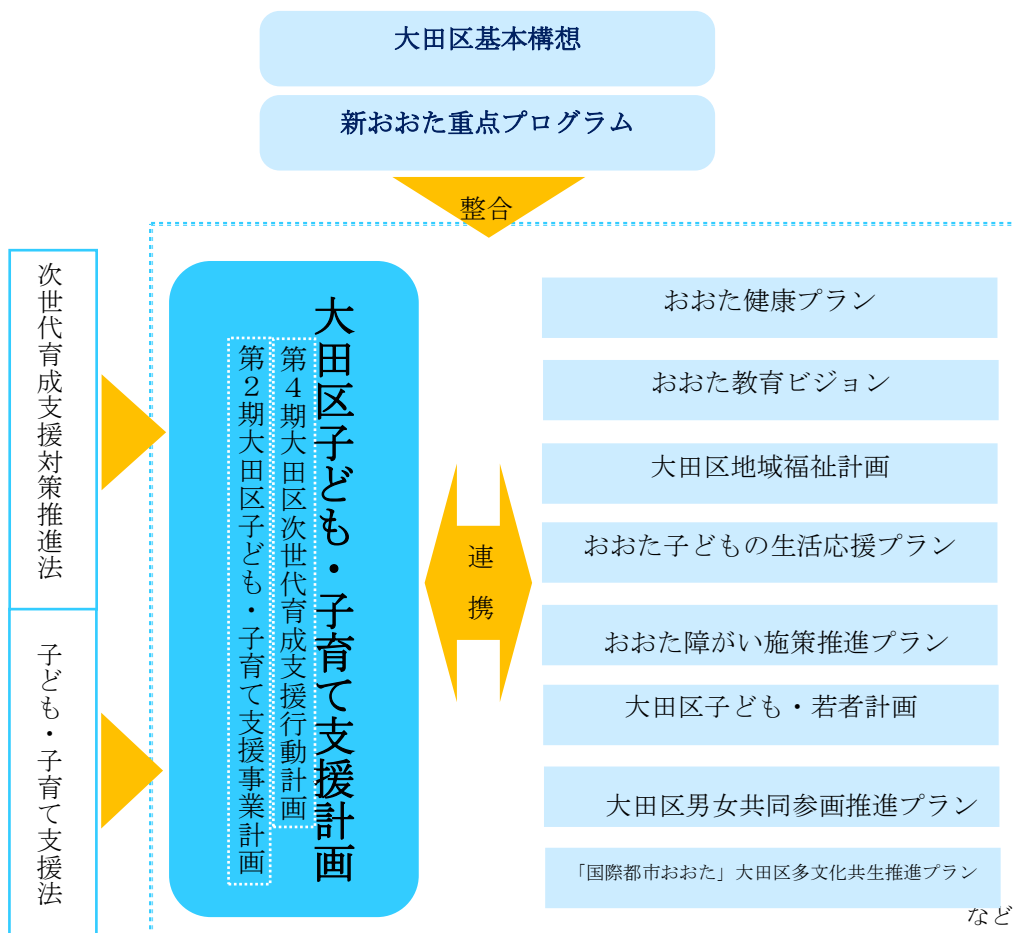 大田区基本構想
新おおた重点プログラム
整合
次世代育成支援対策推進法
子ども・子育て支援法
大田区子ども・子育て支援計画
第4期大田区次世代育成支援行動計画
第2期大田区子ども・子育て支援事業計画
連
携
おおた健康プラン
おおた教育ビジョン
大田区地域福祉計画
おおた子どもの生活応援プラン
おおた障がい施策推進プラン
大田区子ども・若者計画
大田区男女共同参画推進プラン
「国際都市おおた」大田区多文化共生推進プラン
など